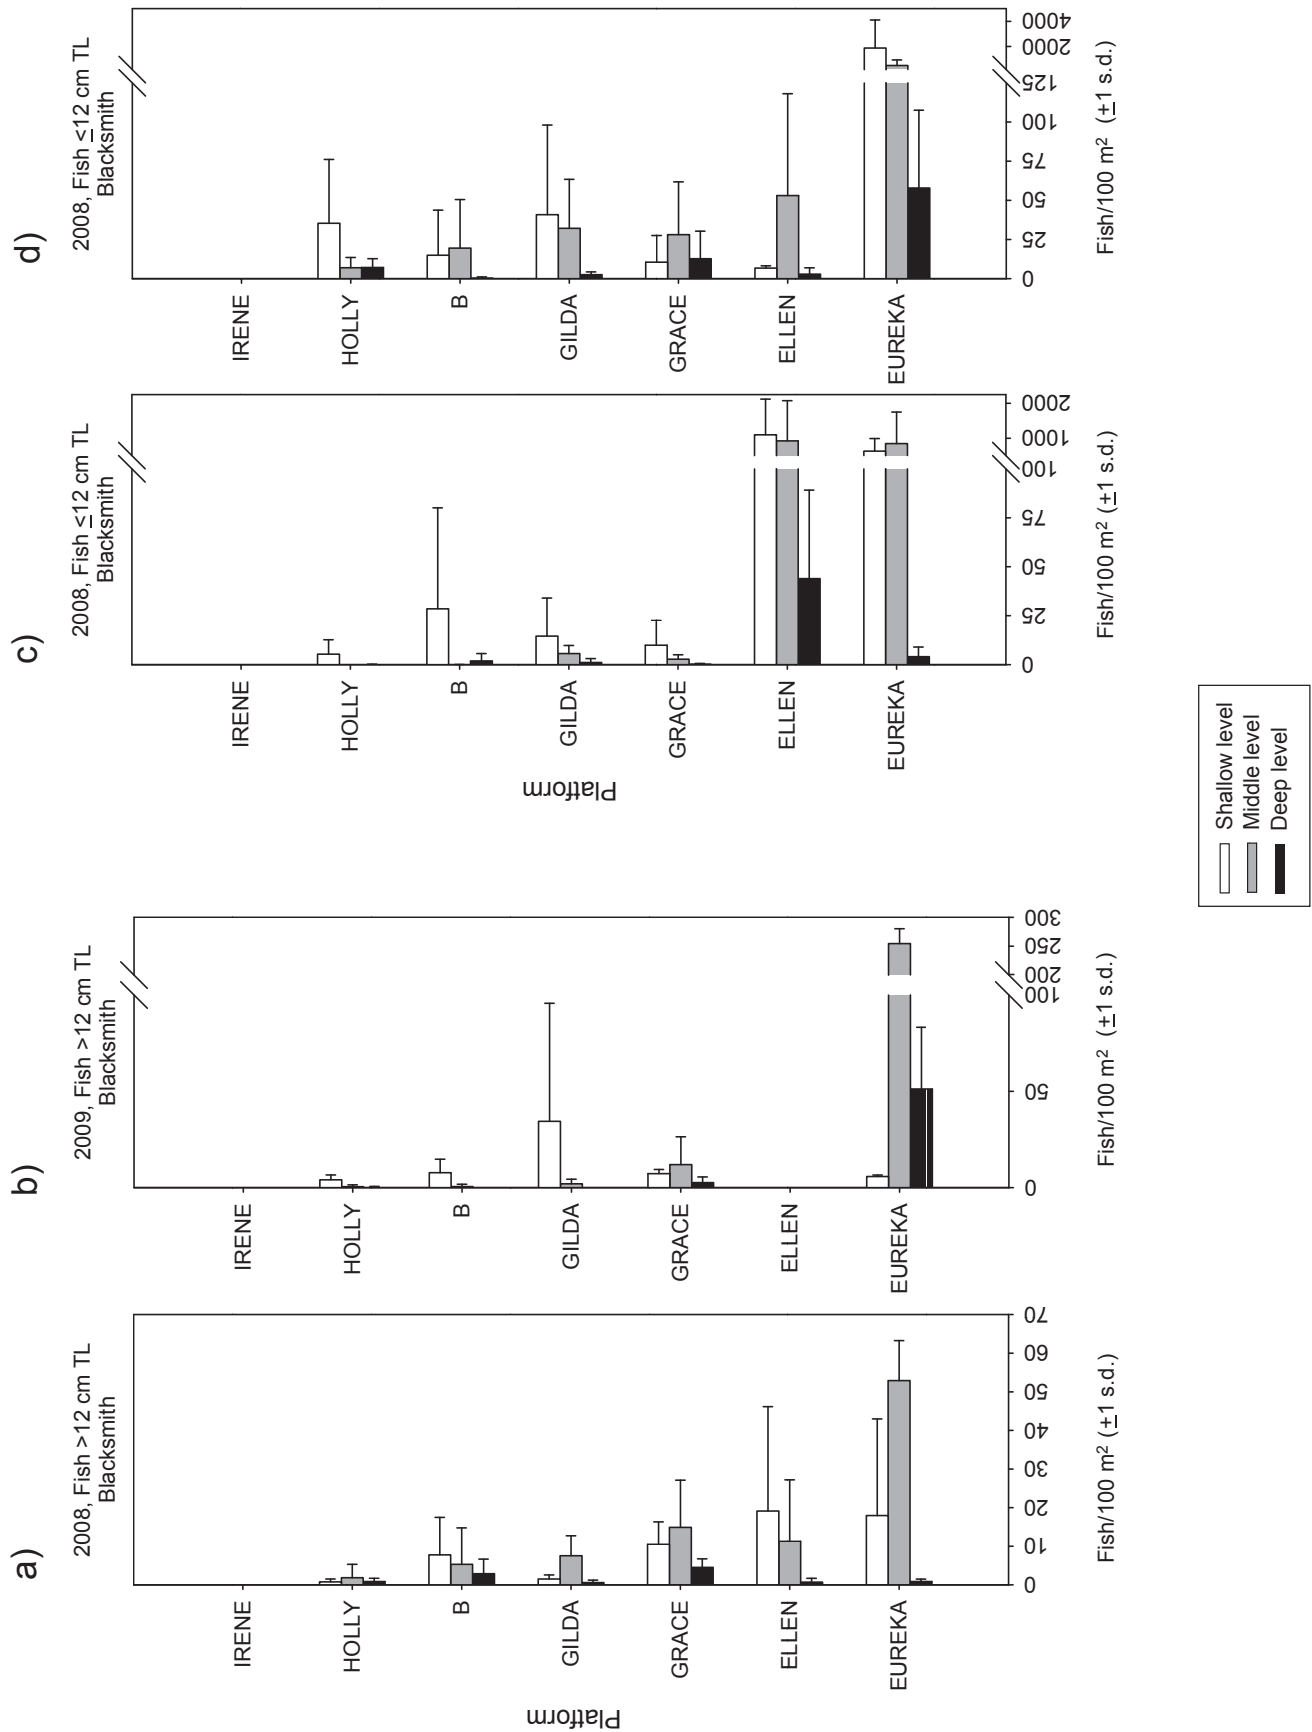 a)
2008, Fish >12 cm TL
Blacksmith
70
60
50
40
30
20
10
0
Fish/100 m² (±1 s.d.)
IRENE
HOLLY
B
GILDA
GRACE
ELLEN
EUREKA
Platform
b)
2009, Fish >12 cm TL
Blacksmith
300
250
200
100
50
0
Fish/100 m² (±1 s.d.)
IRENE
HOLLY
B
GILDA
GRACE
ELLEN
EUREKA
c)
2008, Fish ≤12 cm TL
Blacksmith
2000
1000
100
75
50
25
0
Fish/100 m² (±1 s.d.)
IRENE
HOLLY
B
GILDA
GRACE
ELLEN
EUREKA
Platform
d)
2008, Fish ≤12 cm TL
Blacksmith
4000
2000
125
100
75
50
25
0
Fish/100 m² (±1 s.d.)
IRENE
HOLLY
B
GILDA
GRACE
ELLEN
EUREKA
Shallow level
Middle level
Deep level